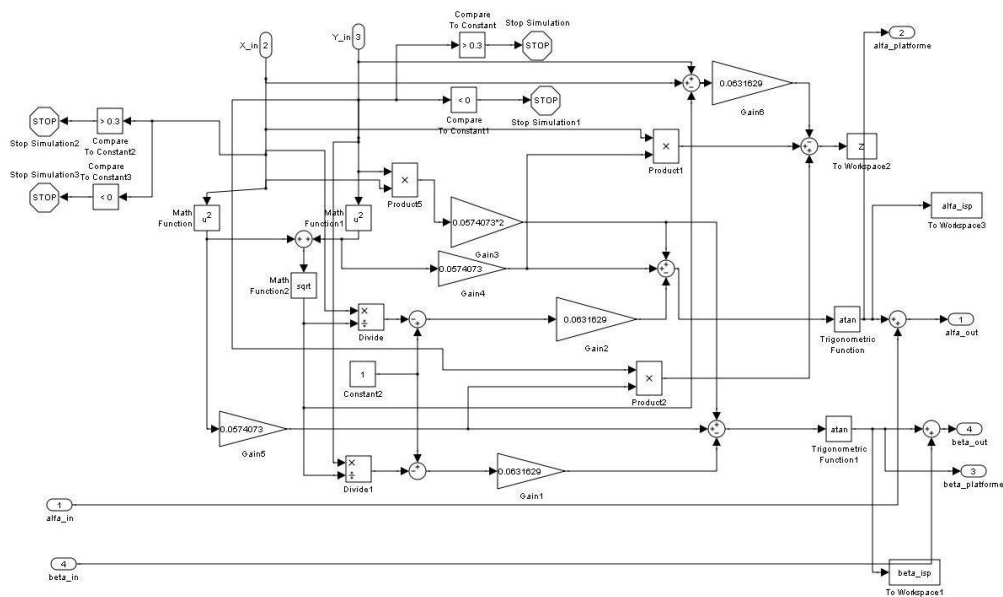 X_in
2
Y_in
3
Compare
To Constant
> 0.3
Stop Simulation
STOP
2
alfa_platforme
0.0631629
Gain6
< 0
Compare
To Constant1
STOP
Stop Simulation1
STOP
Stop Simulation2
> 0.3
Compare
To Constant2
Stop Simulation3
STOP
< 0
Compare
To Constant3
×
Product1
Z
To Workspace2
×
Product5
Math
Function
u²
Math
Function1
u²
0.0574073*2
Gain3
alfa_isp
To Workspace3
0.0574073
Gain4
Math
Function2
sqrt
×
÷
Divide
0.0631629
Gain2
atan
Trigonometric
Function
1
alfa_out
1
Constant2
×
Product2
0.0574073
Gain5
atan
Trigonometric
Function1
4
beta_out
×
÷
Divide1
0.0631629
Gain1
3
beta_platforme
1
alfa_in
4
beta_in
beta_isp
To Workspace1